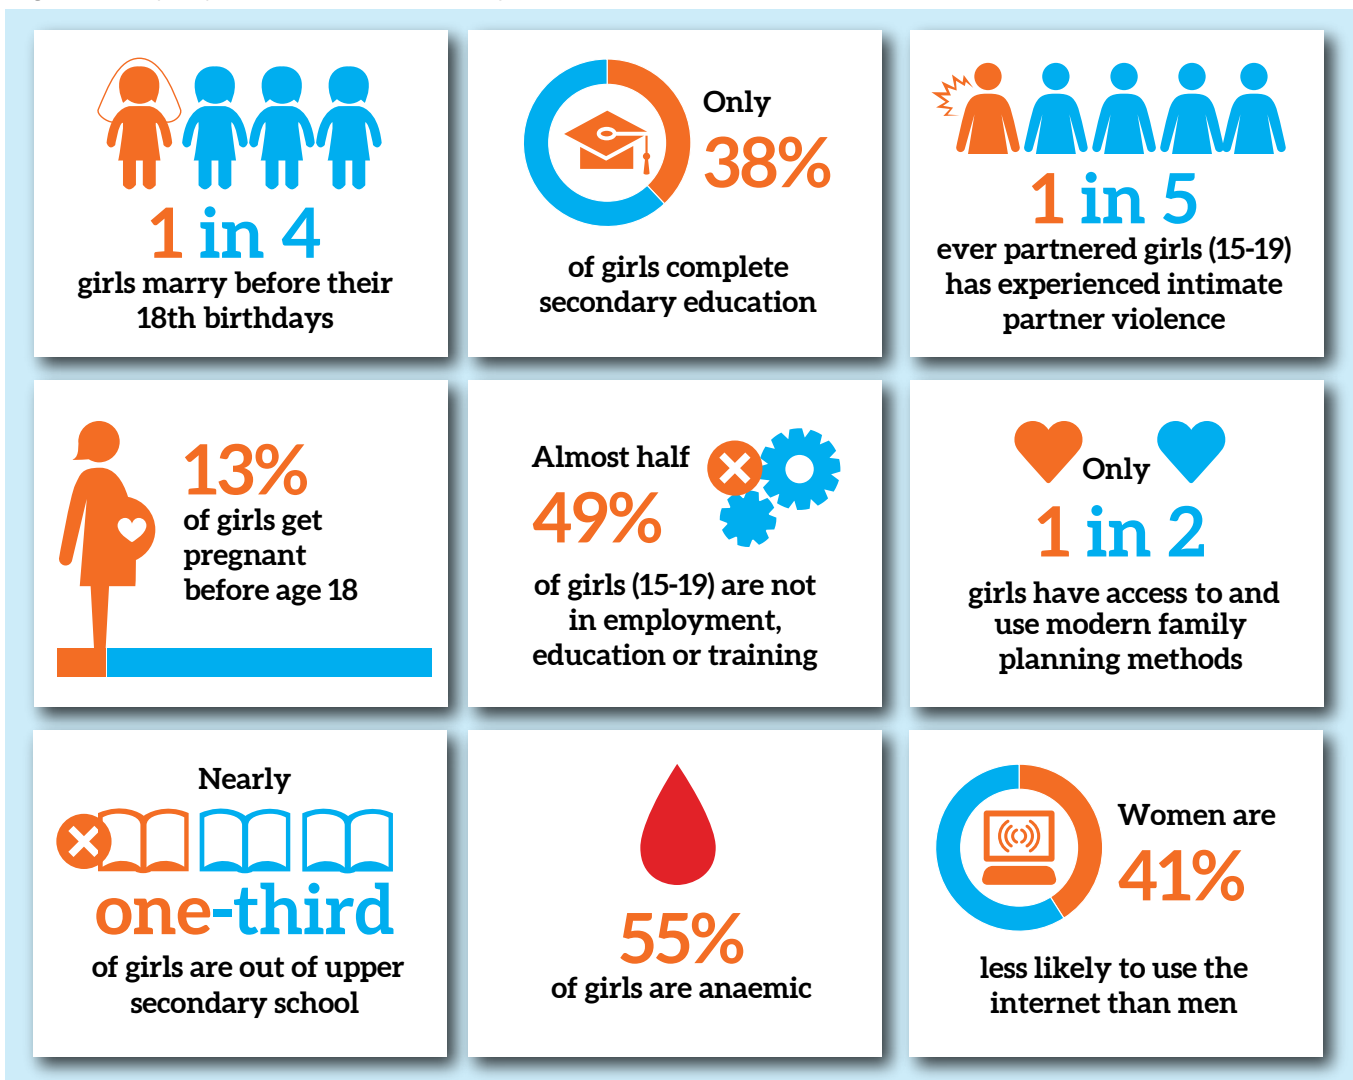 1 in 4
girls marry before their
18th birthdays
Only
38%
of girls complete
secondary education
1 in 5
ever partnered girls (15-19)
has experienced intimate
partner violence
13%
of girls get
pregnant
before age 18
Almost half
49%
of girls (15-19) are not
in employment,
education or training
Only
1 in 2
girls have access to and
use modern family
planning methods
Nearly
one-third
of girls are out of upper
secondary school
55%
of girls are anaemic
Women are
41%
less likely to use the
internet than men